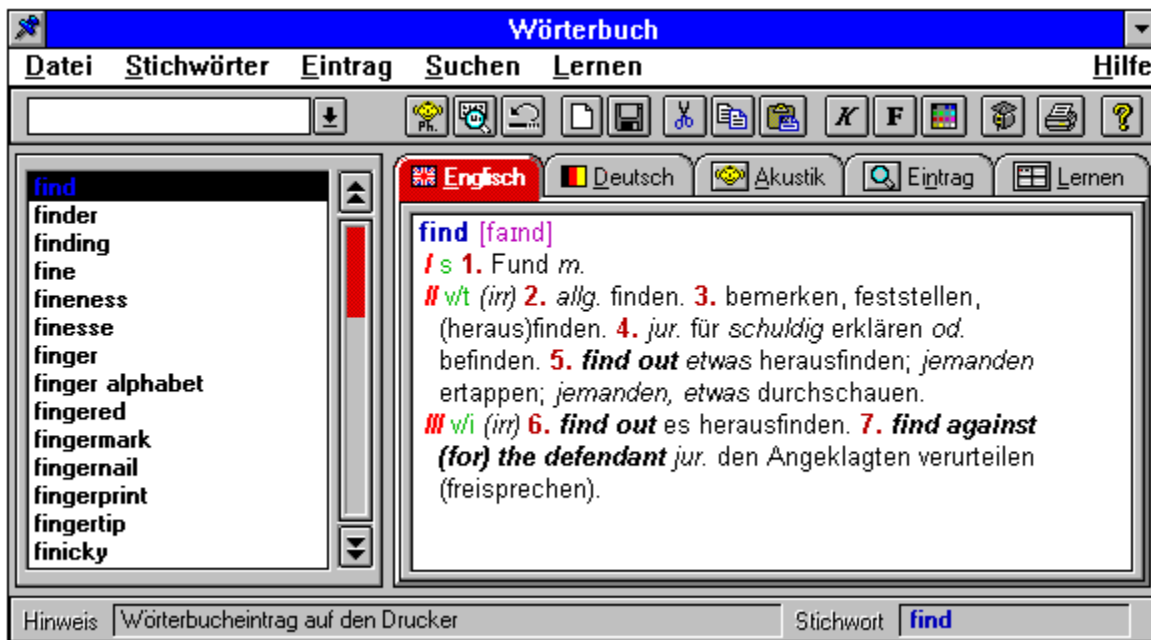 Wörterbuch
Datei Stichwörter Eintrag Suchen Lernen Hilfe
Ph. K F ?
find
finder
finding
fine
fineness
finesse
finger
finger alphabet
fingered
fingermark
fingernail
fingerprint
fingertip
finicky
Englisch Deutsch Akustik Eintrag Lernen
find [faɪnd]
I s 1. Fund m.
II v/t (irr) 2. allg. finden. 3. bemerken, feststellen,
(heraus)finden. 4. jur. für schuldig erklären od.
befinden. 5. find out etwas herausfinden; jemanden
ertappen; jemanden, etwas durchschauen.
III v/i (irr) 6. find out es herausfinden. 7. find against
(for) the defendant jur. den Angeklagten verurteilen
(freisprechen).
Hinweis Wörterbucheintrag auf den Drucker Stichwort find